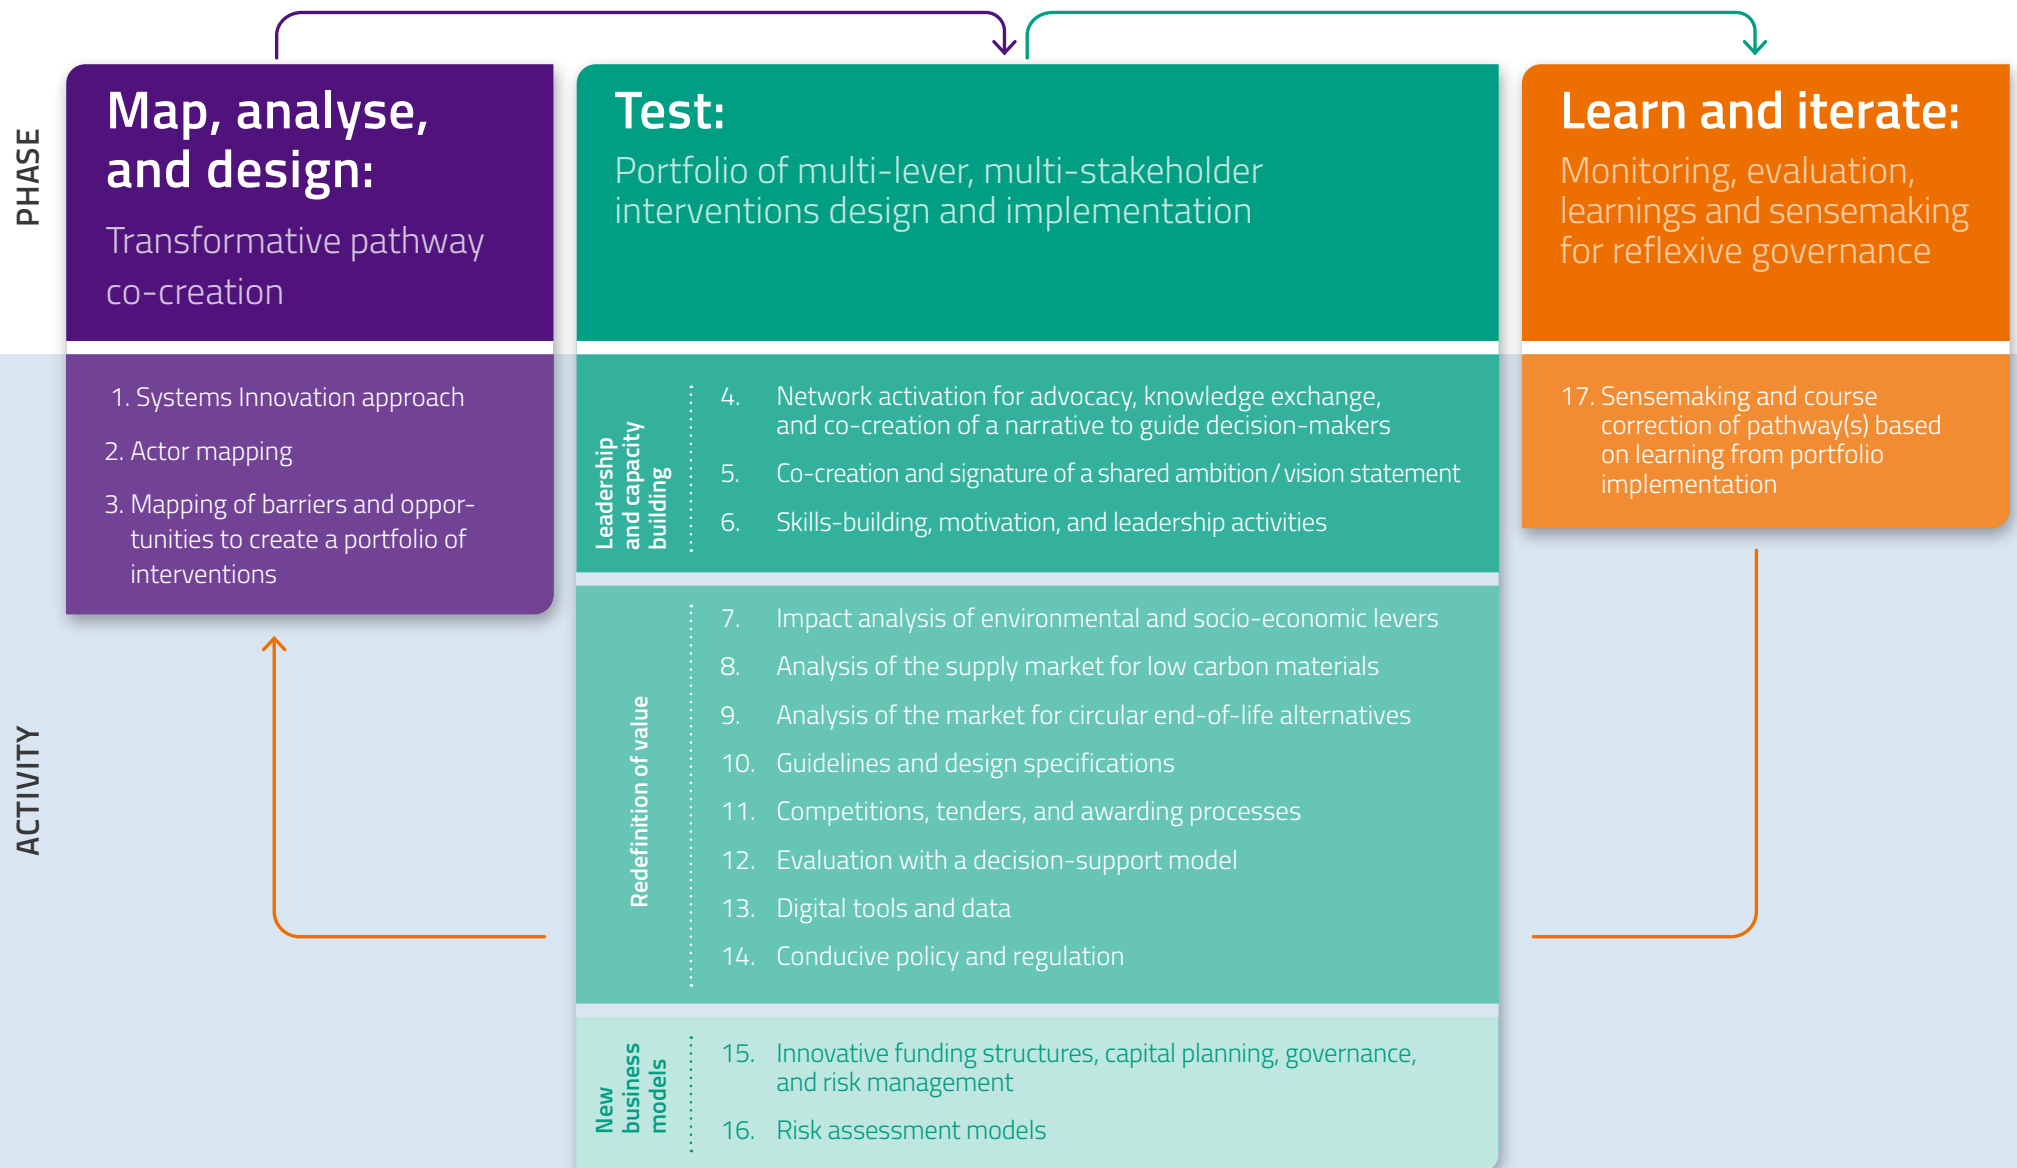 PHASE
Map, analyse,
and design:
Transformative pathway
co-creation
Test:
Portfolio of multi-lever, multi-stakeholder
interventions design and implementation
Learn and iterate:
Monitoring, evaluation,
learnings and sensemaking
for reflexive governance
ACTIVITY
1. Systems Innovation approach
2. Actor mapping
3. Mapping of barriers and oppor-
tunities to create a portfolio of
interventions
Leadership
and capacity
building
4. Network activation for advocacy, knowledge exchange,
and co-creation of a narrative to guide decision-makers
5. Co-creation and signature of a shared ambition / vision statement
6. Skills-building, motivation, and leadership activities
Redefinition of value
7. Impact analysis of environmental and socio-economic levers
8. Analysis of the supply market for low carbon materials
9. Analysis of the market for circular end-of-life alternatives
10. Guidelines and design specifications
11. Competitions, tenders, and awarding processes
12. Evaluation with a decision-support model
13. Digital tools and data
14. Conducive policy and regulation
New
business
models
15. Innovative funding structures, capital planning, governance,
and risk management
16. Risk assessment models
17. Sensemaking and course
correction of pathway(s) based
on learning from portfolio
implementation